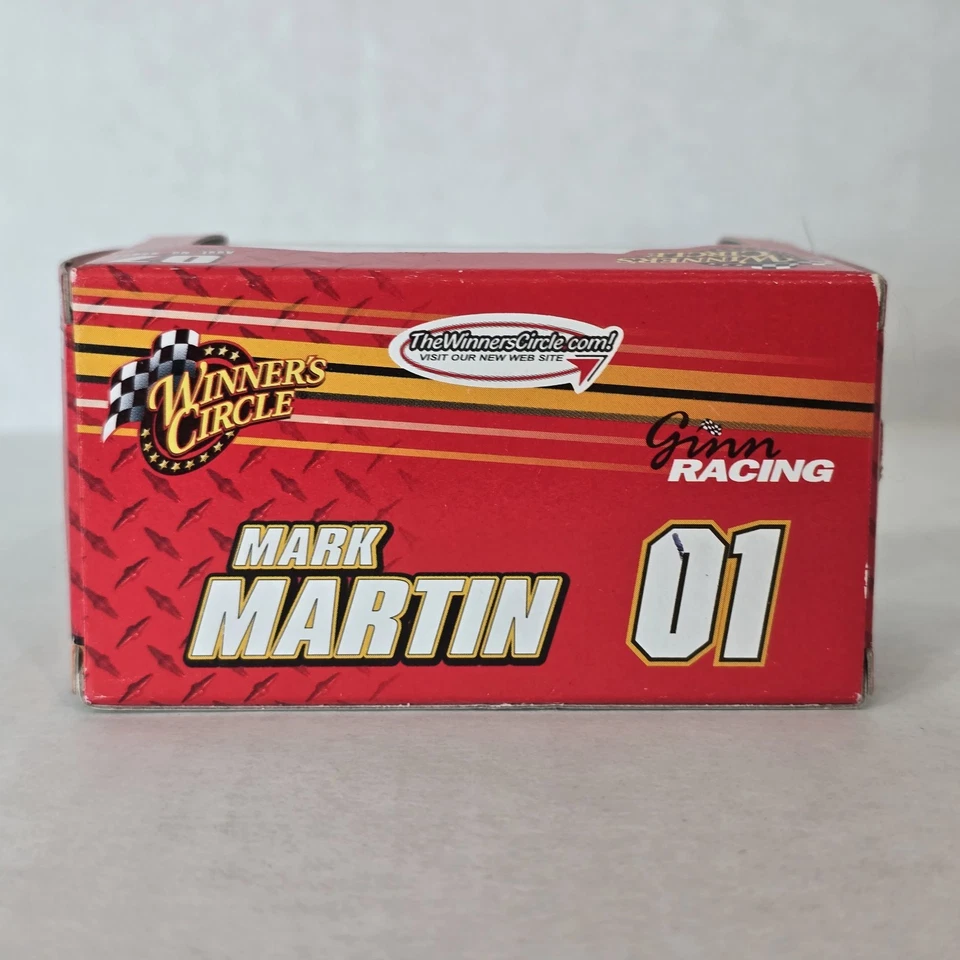 WINNER'S
CIRCLE
TheWinnersCircle.com!
VISIT OUR NEW WEB SITE
Ginn
RACING
MARK
MARTIN
01